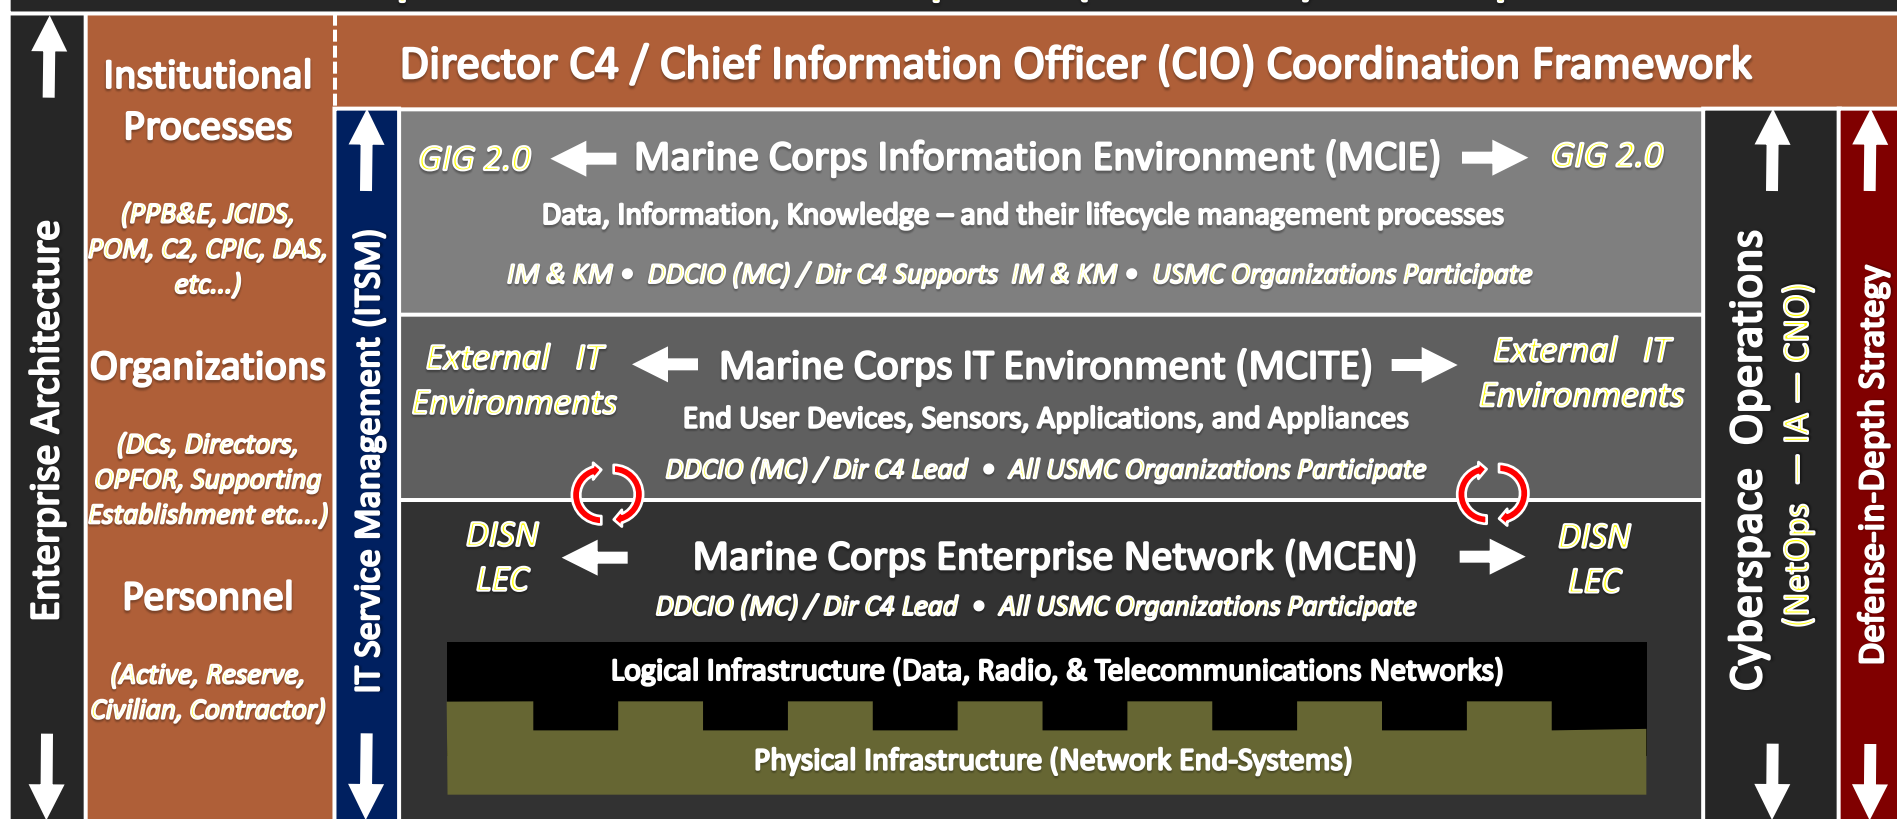 Enterprise Architecture
Institutional
Processes
(PPB&E, JCIDS,
POM, C2, CPIC, DAS,
etc...)
Organizations
(DCs, Directors,
OPFOR, Supporting
Establishment etc...)
Personnel
(Active, Reserve,
Civilian, Contractor)
Director C4 / Chief Information Officer (CIO) Coordination Framework
IT Service Management (ITSM)
GIG 2.0 Marine Corps Information Environment (MCIE) GIG 2.0
Data, Information, Knowledge – and their lifecycle management processes
IM & KM • DDCIO (MC) / Dir C4 Supports IM & KM • USMC Organizations Participate
External IT
Environments
Marine Corps IT Environment (MCITE)
External IT
Environments
End User Devices, Sensors, Applications, and Appliances
DDCIO (MC) / Dir C4 Lead • All USMC Organizations Participate
DISN
LEC
Marine Corps Enterprise Network (MCEN)
DISN
LEC
DDCIO (MC) / Dir C4 Lead • All USMC Organizations Participate
Logical Infrastructure (Data, Radio, & Telecommunications Networks)
Physical Infrastructure (Network End-Systems)
Cyberspace Operations
(NetOps — IA — CNO)
Defense-in-Depth Strategy